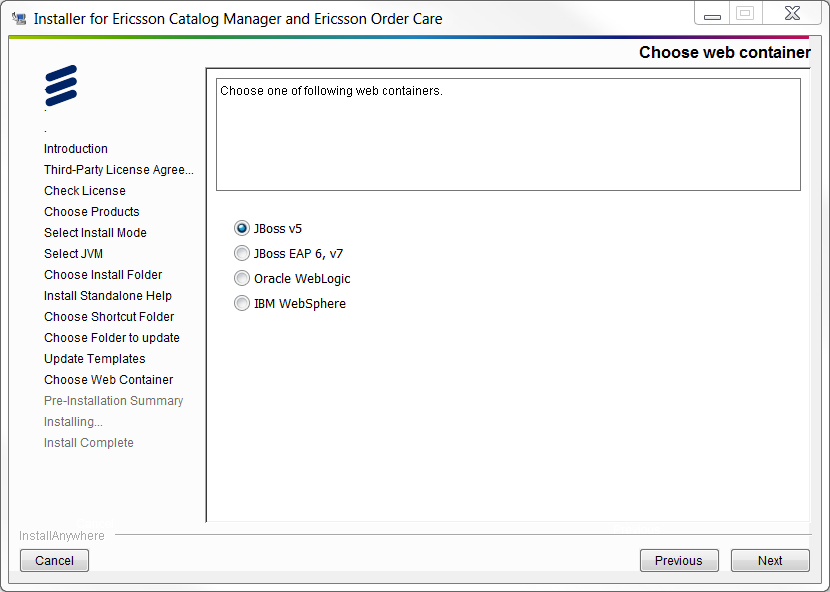 Installer for Ericsson Catalog Manager and Ericsson Order Care
Choose web container
Choose one of following web containers.
.
.
Introduction
Third-Party License Agree...
Check License
Choose Products
Select Install Mode
Select JVM
Choose Install Folder
Install Standalone Help
Choose Shortcut Folder
Choose Folder to update
Update Templates
Choose Web Container
Pre-Installation Summary
Installing...
Install Complete
JBoss v5
JBoss EAP 6, v7
Oracle WebLogic
IBM WebSphere
InstallAnywhere
Cancel
Previous
Next